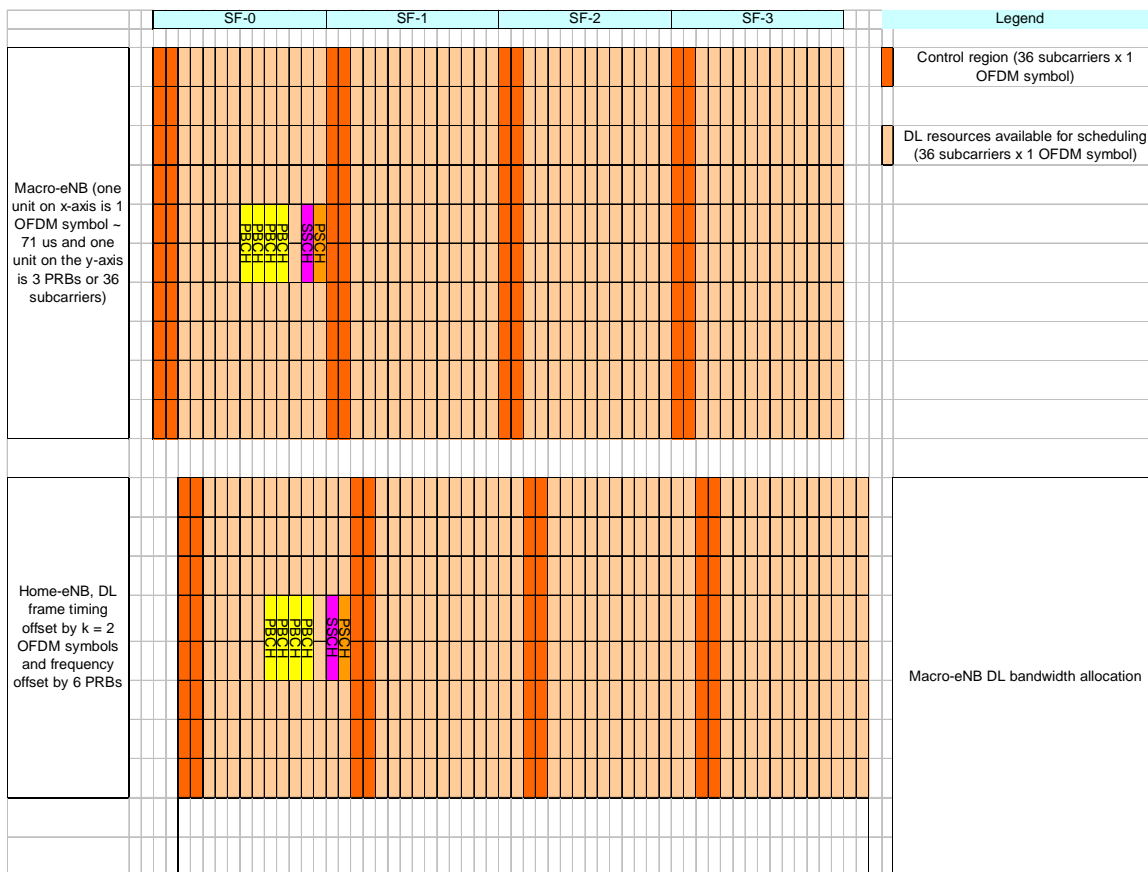 SF-0 SF-1 SF-2 SF-3 Legend
Control region (36 subcarriers x 1
OFDM symbol)
DL resources available for scheduling
(36 subcarriers x 1 OFDM symbol)
Macro-eNB (one
unit on x-axis is 1
OFDM symbol ~
71 us and one
unit on the y-axis
is 3 PRBs or 36
subcarriers)
PBCH
PBCH
PBCH
PBCH
SSCH
PSCH
Home-eNB, DL
frame timing
offset by k = 2
OFDM symbols
and frequency
offset by 6 PRBs
PBCH
PBCH
PBCH
PBCH
SSCH
PSCH
Macro-eNB DL bandwidth allocation